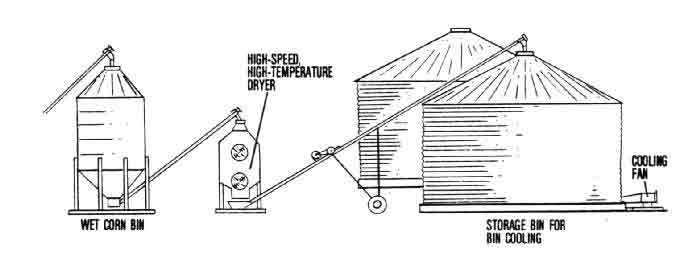 HIGH-SPEED,
HIGH-TEMPERATURE
DRYER
COOLING
FAN
WET CORN BIN
STORAGE BIN FOR
BIN COOLING